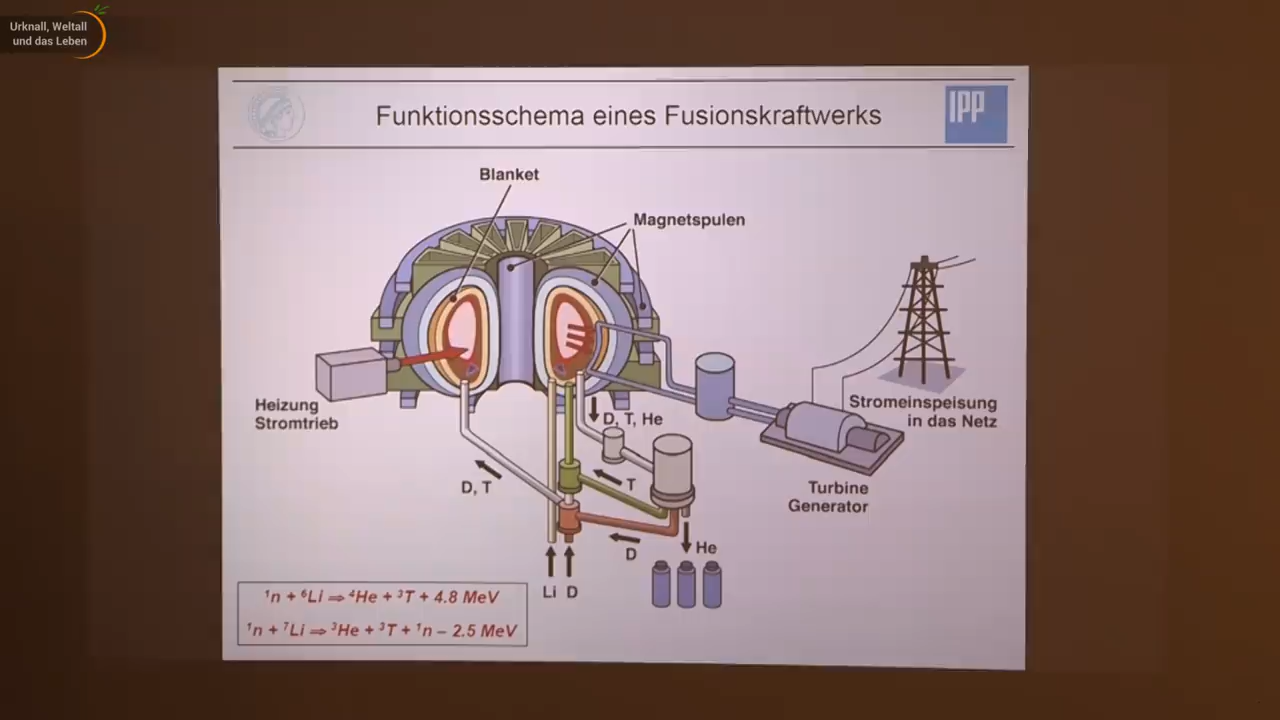 Urknall, Weltall
und das Leben
Funktionsschema eines Fusionskraftwerks
IPP
Blanket
Magnetspulen
Heizung
Stromtrieb
D, T, He
Stromeinspeisung
in das Netz
D, T
T
Turbine
Generator
D
He
Li D
¹n + ⁶Li ⇒ ⁴He + ³T + 4.8 MeV
¹n + ⁷Li ⇒ ³He + ³T + ¹n – 2.5 MeV